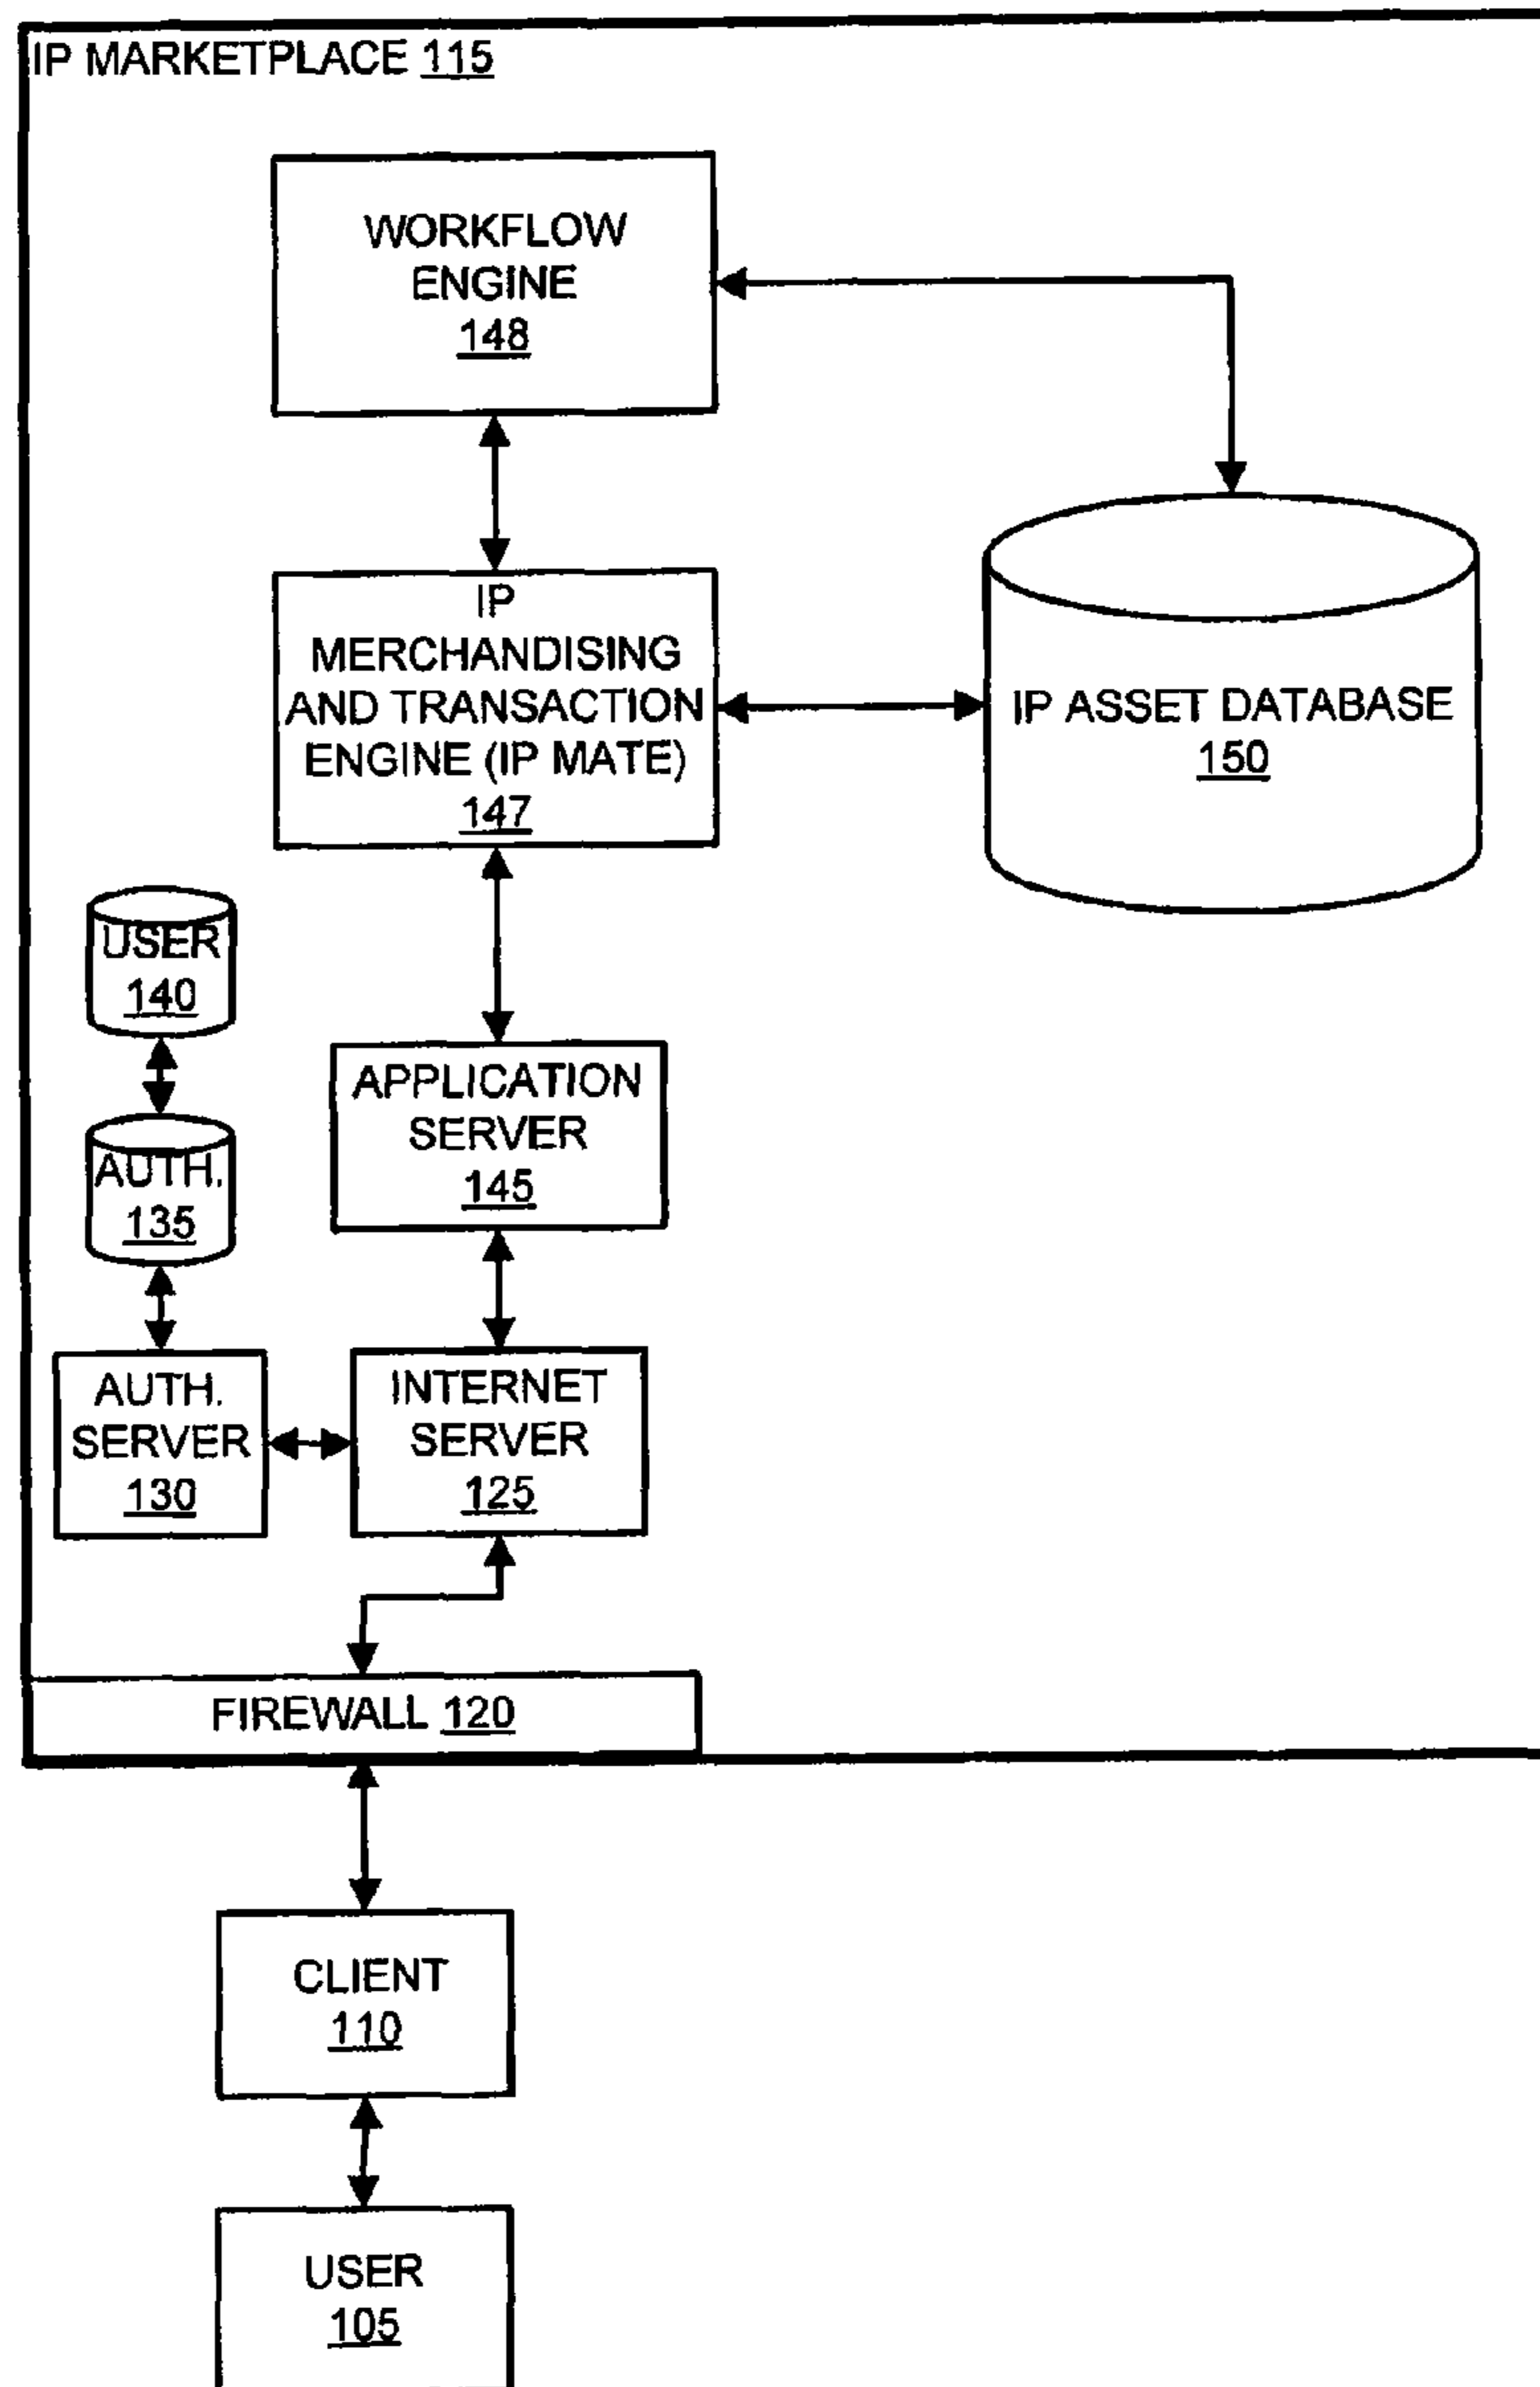 IP MARKETPLACE 115
WORKFLOW
ENGINE
148
IP
MERCHANDISING
AND TRANSACTION
ENGINE (IP MATE)
147
IP ASSET DATABASE
150
USER
140
AUTH.
135
APPLICATION
SERVER
145
AUTH.
SERVER
130
INTERNET
SERVER
125
FIREWALL 120
CLIENT
110
USER
105